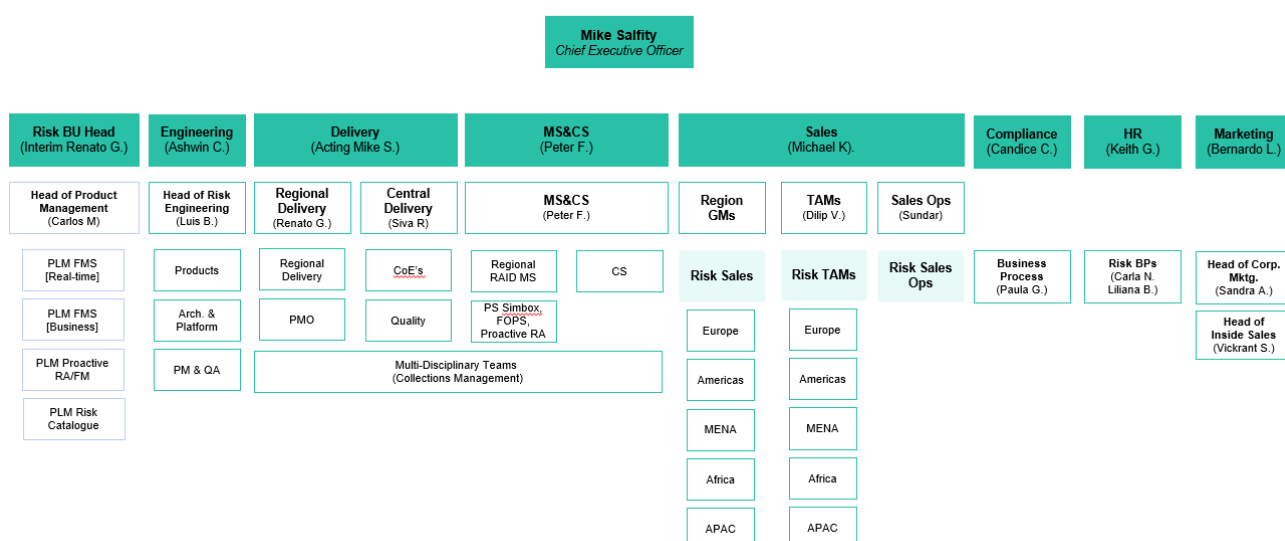 Mike Salfity
Chief Executive Officer
Risk BU Head
(Interim Renato G.)
Engineering
(Ashwin C.)
Delivery
(Acting Mike S.)
MS&CS
(Peter F.)
Sales
(Michael K).
Compliance
(Candice C.)
HR
(Keith G.)
Marketing
(Bernardo L.)
Head of Product
Management
(Carlos M)
Head of Risk
Engineering
(Luis B.)
Regional
Delivery
(Renato G.)
Central
Delivery
(Siva R)
MS&CS
(Peter F.)
Region
GMs
TAMs
(Dilip V.)
Sales Ops
(Sundar)
PLM FMS
[Real-time]
Products
Regional
Delivery
CoE's
Regional
RAID MS
CS
Risk Sales
Risk TAMs
Risk Sales
Ops
Business
Process
(Paula G.)
Risk BPs
(Carla N.
Liliana B.)
Head of Corp.
Mktg.
(Sandra A.)
PLM FMS
[Business]
Arch. &
Platform
PMO
Quality
PS Simbox,
FOPS,
Proactive RA
Europe
Europe
Head of
Inside Sales
(Vickrant S.)
PLM Proactive
RA/FM
PM & QA
Multi-Disciplinary Teams
(Collections Management)
Americas
Americas
PLM Risk
Catalogue
MENA
MENA
Africa
Africa
APAC
APAC